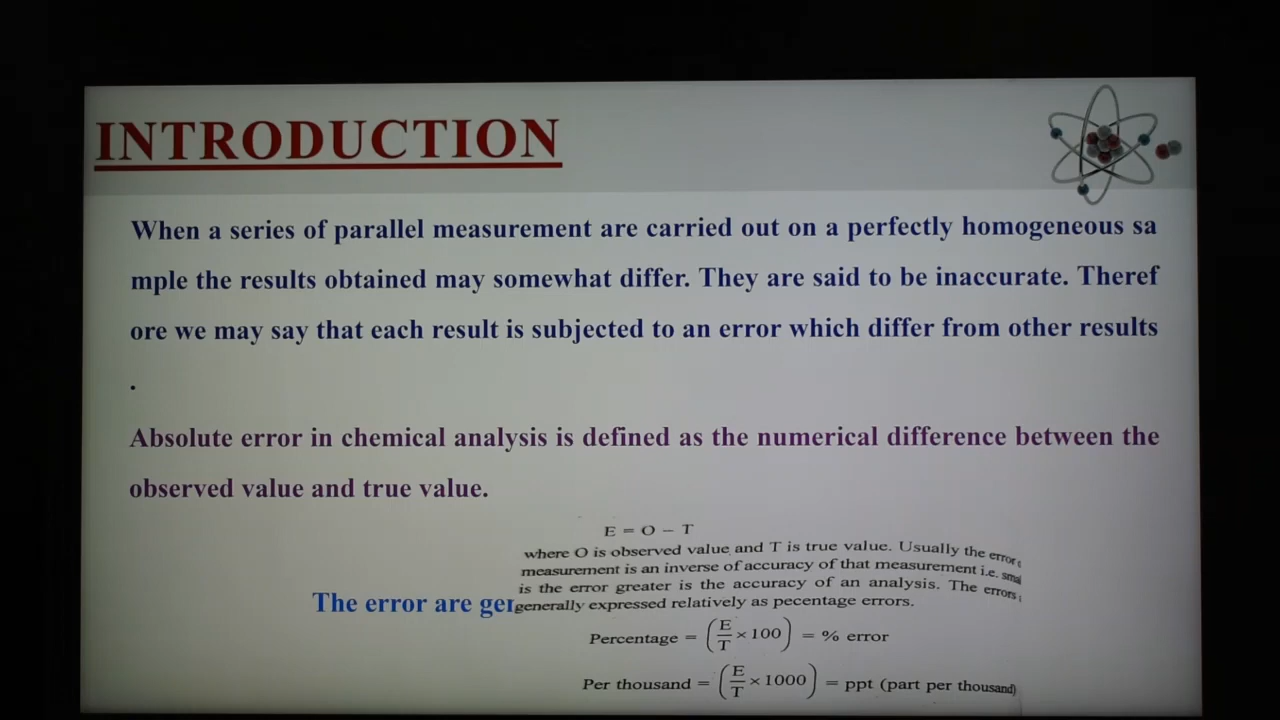 INTRODUCTION
When a series of parallel measurement are carried out on a perfectly homogeneous sa
mple the results obtained may somewhat differ. They are said to be inaccurate. Theref
ore we may say that each result is subjected to an error which differ from other results
.
Absolute error in chemical analysis is defined as the numerical difference between the
observed value and true value.
E = O – T
where O is observed value and T is true value. Usually the error
measurement is an inverse of accuracy of that measurement i.e.
is the error greater is the accuracy of an analysis. The errors
The error are
generally expressed relatively as pecentage errors.
Percentage = (E/T × 100) = % error
Per thousand = (E/T × 1000) = ppt (part per thousand)